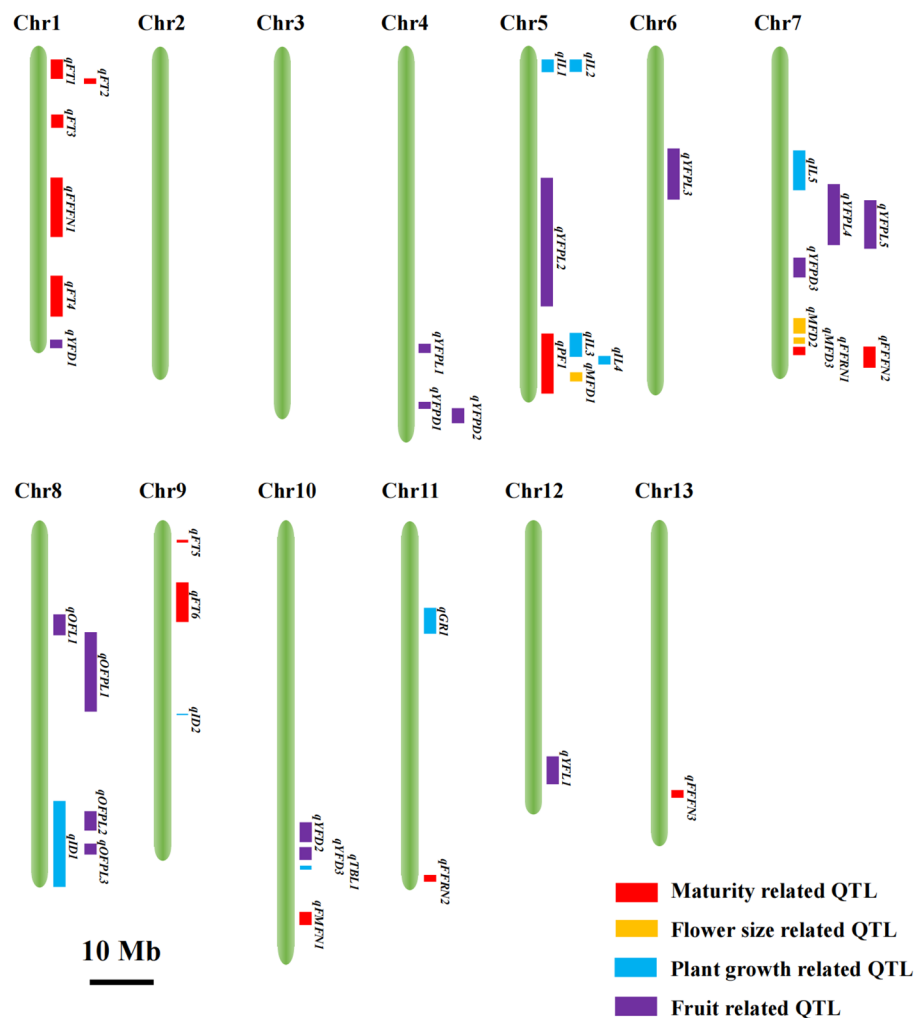 Chr1 Chr2 Chr3 Chr4 Chr5 Chr6 Chr7
qFT1
qFT2
qFT3
qFFFN1
qFT4
qYFD1
qYFPL1
qYFPD1
qYFPD2
qIL1
qIL2
qYFPL2
qPF1
qIL3
qIL4
qMFD1
qYFPL3
qIL5
qYFPL4
qYFPL5
qYFPD3
qMFD2
qMFD3
qFFRN1
qFFFN2
Chr8 Chr9 Chr10 Chr11 Chr12 Chr13
qOFL1
qOFPL1
qID1
qOFPL2
qOFPL3
qFT5
qFT6
qID2
qYFD2
qYFD3
qTBL1
qFMFN1
qGR1
qFFRN2
qYFL1
qFFFN3
10 Mb
Maturity related QTL
Flower size related QTL
Plant growth related QTL
Fruit related QTL